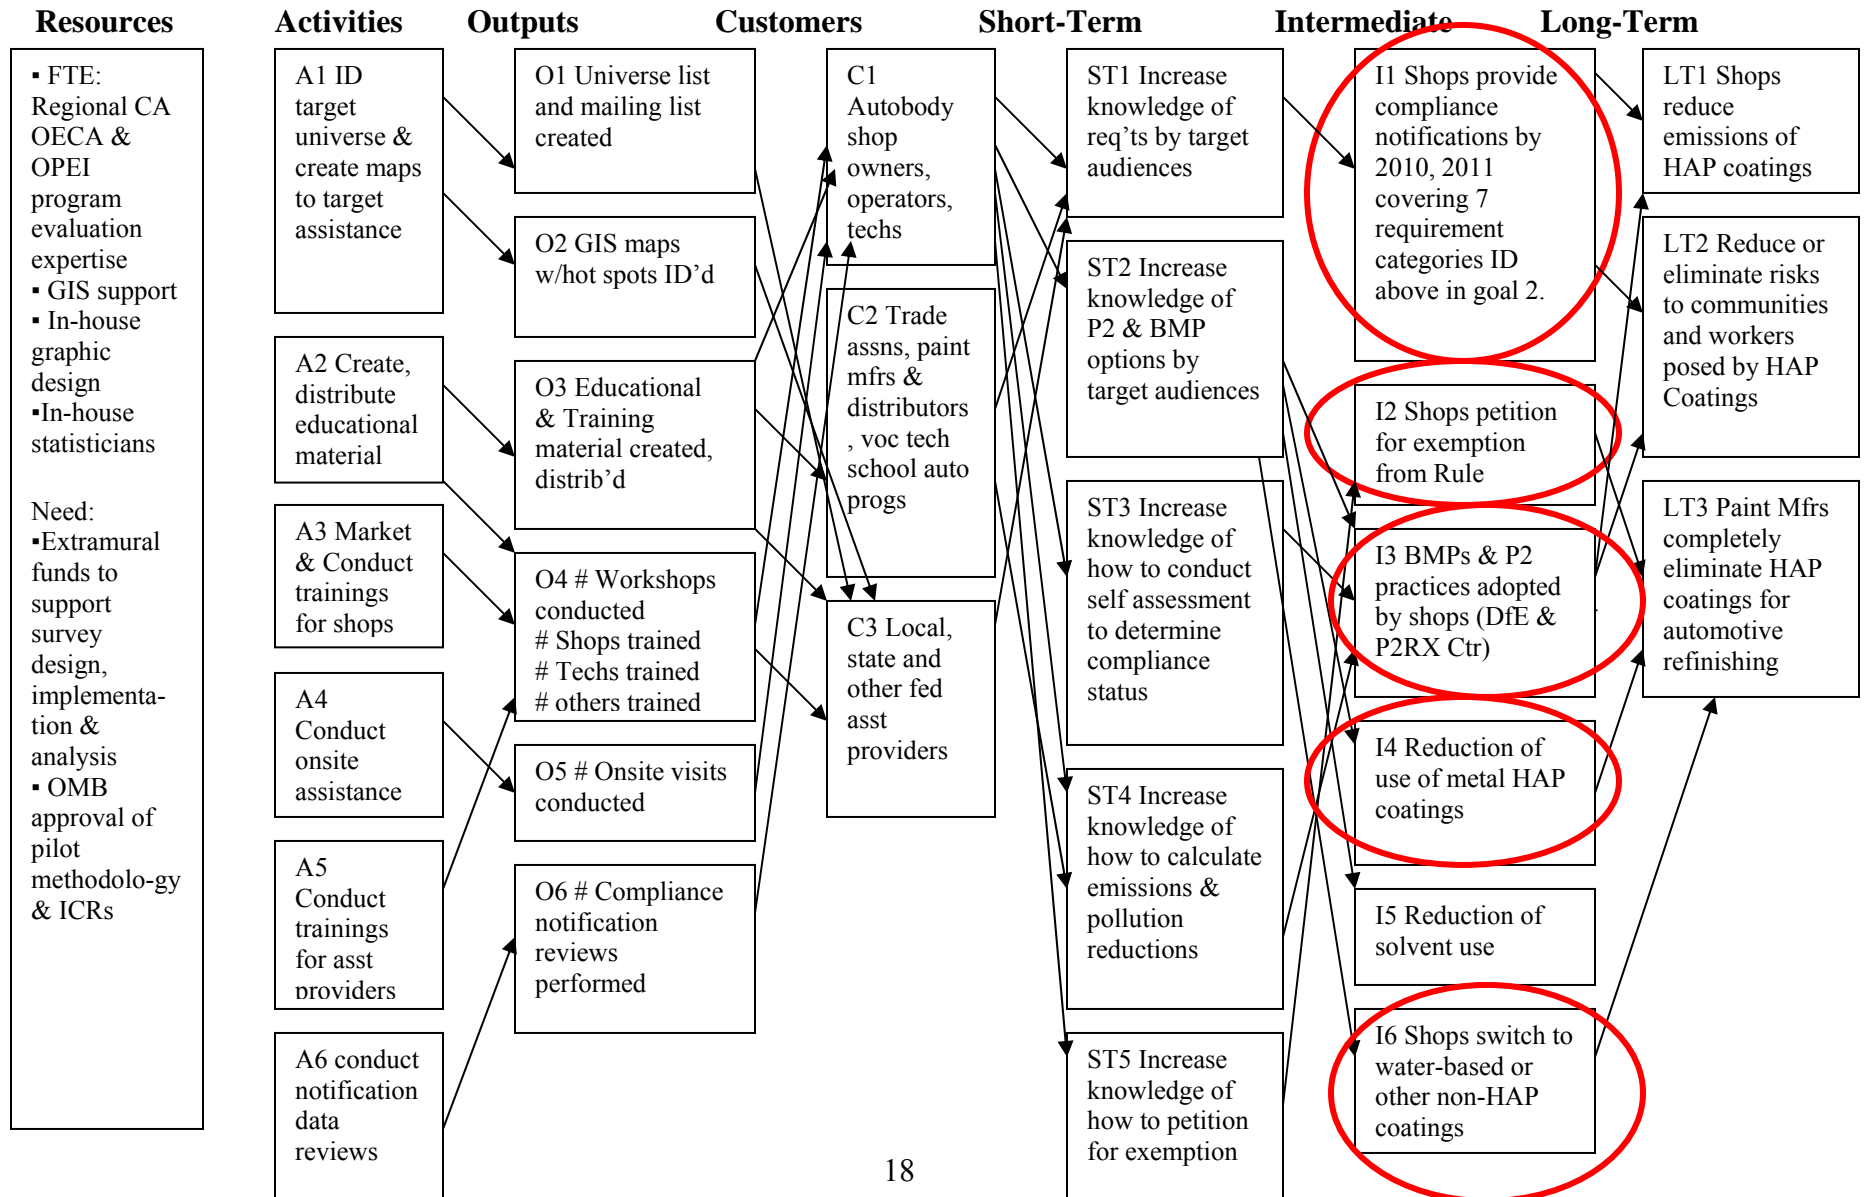 Resources
Activities
Outputs
Customers
Short-Term
Intermediate
Long-Term
▪ FTE:
Regional CA
OECA &
OPEI
program
evaluation
expertise
▪ GIS support
▪ In-house
graphic
design
▪In-house
statisticians
Need:
▪Extramural
funds to
support
survey
design,
implementa-
tion &
analysis
▪ OMB
approval of
pilot
methodolo-gy
& ICRs
A1 ID
target
universe &
create maps
to target
assistance
A2 Create,
distribute
educational
material
A3 Market
& Conduct
trainings
for shops
A4
Conduct
onsite
assistance
A5
Conduct
trainings
for asst
providers
A6 conduct
notification
data
reviews
O1 Universe list
and mailing list
created
O2 GIS maps
w/hot spots ID’d
O3 Educational
& Training
material created,
distrib’d
O4 # Workshops
conducted
# Shops trained
# Techs trained
# others trained
O5 # Onsite visits
conducted
O6 # Compliance
notification
reviews
performed
C1
Autobody
shop
owners,
operators,
techs
C2 Trade
assns, paint
mfrs &
distributors
, voc tech
school auto
progs
C3 Local,
state and
other fed
asst
providers
ST1 Increase
knowledge of
req’ts by target
audiences
ST2 Increase
knowledge of
P2 & BMP
options by
target audiences
ST3 Increase
knowledge of
how to conduct
self assessment
to determine
compliance
status
ST4 Increase
knowledge of
how to calculate
emissions &
pollution
reductions
ST5 Increase
knowledge of
how to petition
for exemption
I1 Shops provide
compliance
notifications by
2010, 2011
covering 7
requirement
categories ID
above in goal 2.
I2 Shops petition
for exemption
from Rule
I3 BMPs & P2
practices adopted
by shops (DfE &
P2RX Ctr)
I4 Reduction of
use of metal HAP
coatings
I5 Reduction of
solvent use
I6 Shops switch to
water-based or
other non-HAP
coatings
LT1 Shops
reduce
emissions of
HAP coatings
LT2 Reduce or
eliminate risks
to communities
and workers
posed by HAP
Coatings
LT3 Paint Mfrs
completely
eliminate HAP
coatings for
automotive
refinishing
18